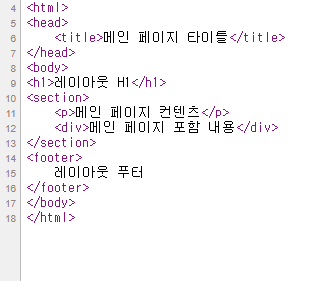 4 <html>
5 <head>
6 <title>메인 페이지 타이틀</title>
7 </head>
8 <body>
9 <h1>레이아웃 H1</h1>
10 <section>
11 <p>메인 페이지 컨텐츠</p>
12 <div>메인 페이지 포함 내용</div>
13 </section>
14 <footer>
15 레이아웃 푸터
16 </footer>
17 </body>
18 </html>